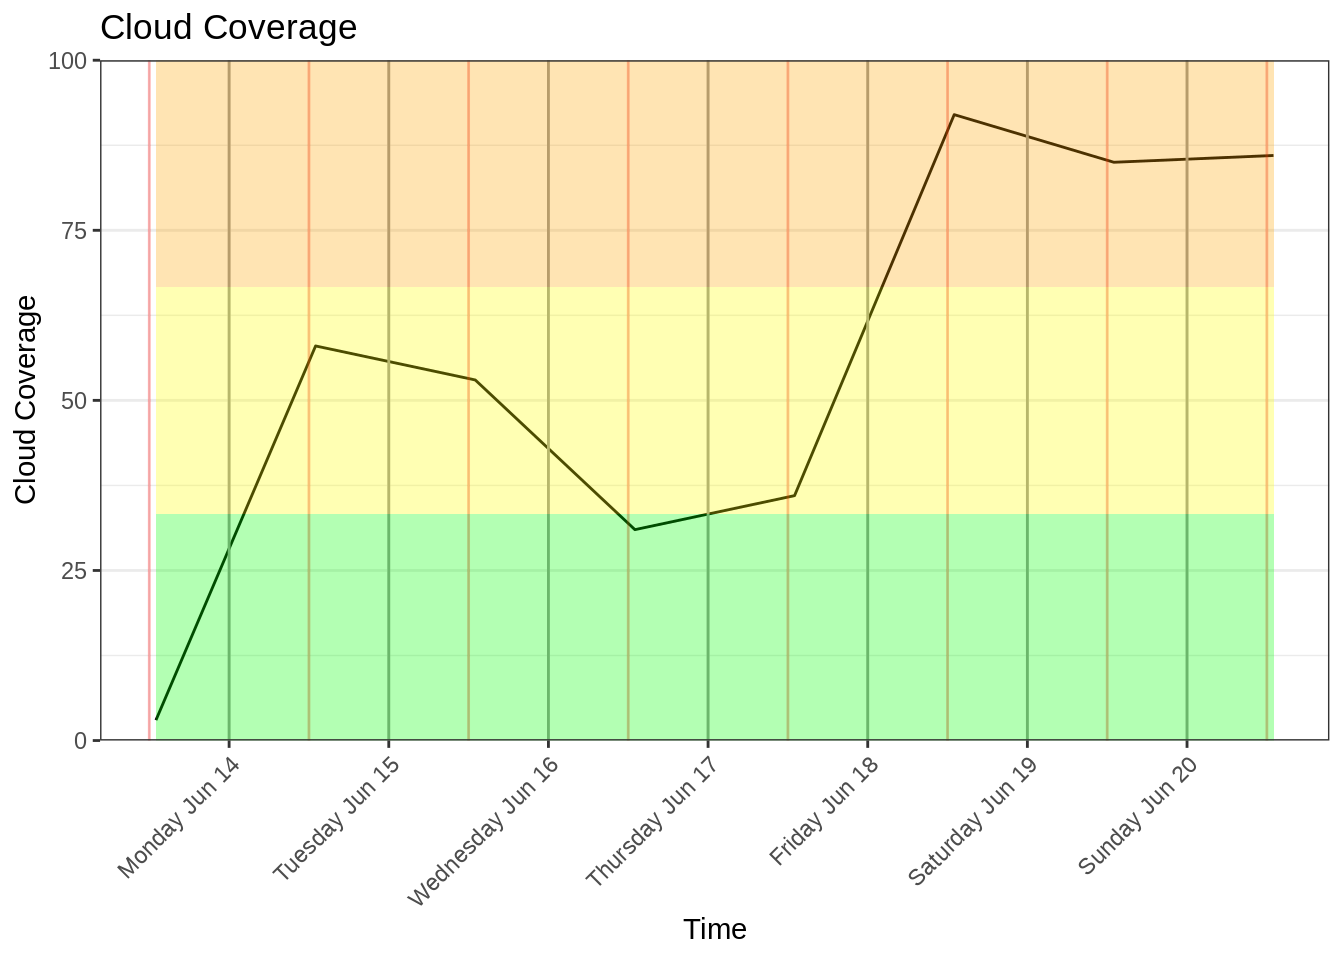 Cloud Coverage
Cloud Coverage
100
75
50
25
0
Monday Jun 14
Tuesday Jun 15
Wednesday Jun 16
Thursday Jun 17
Friday Jun 18
Saturday Jun 19
Sunday Jun 20
Time